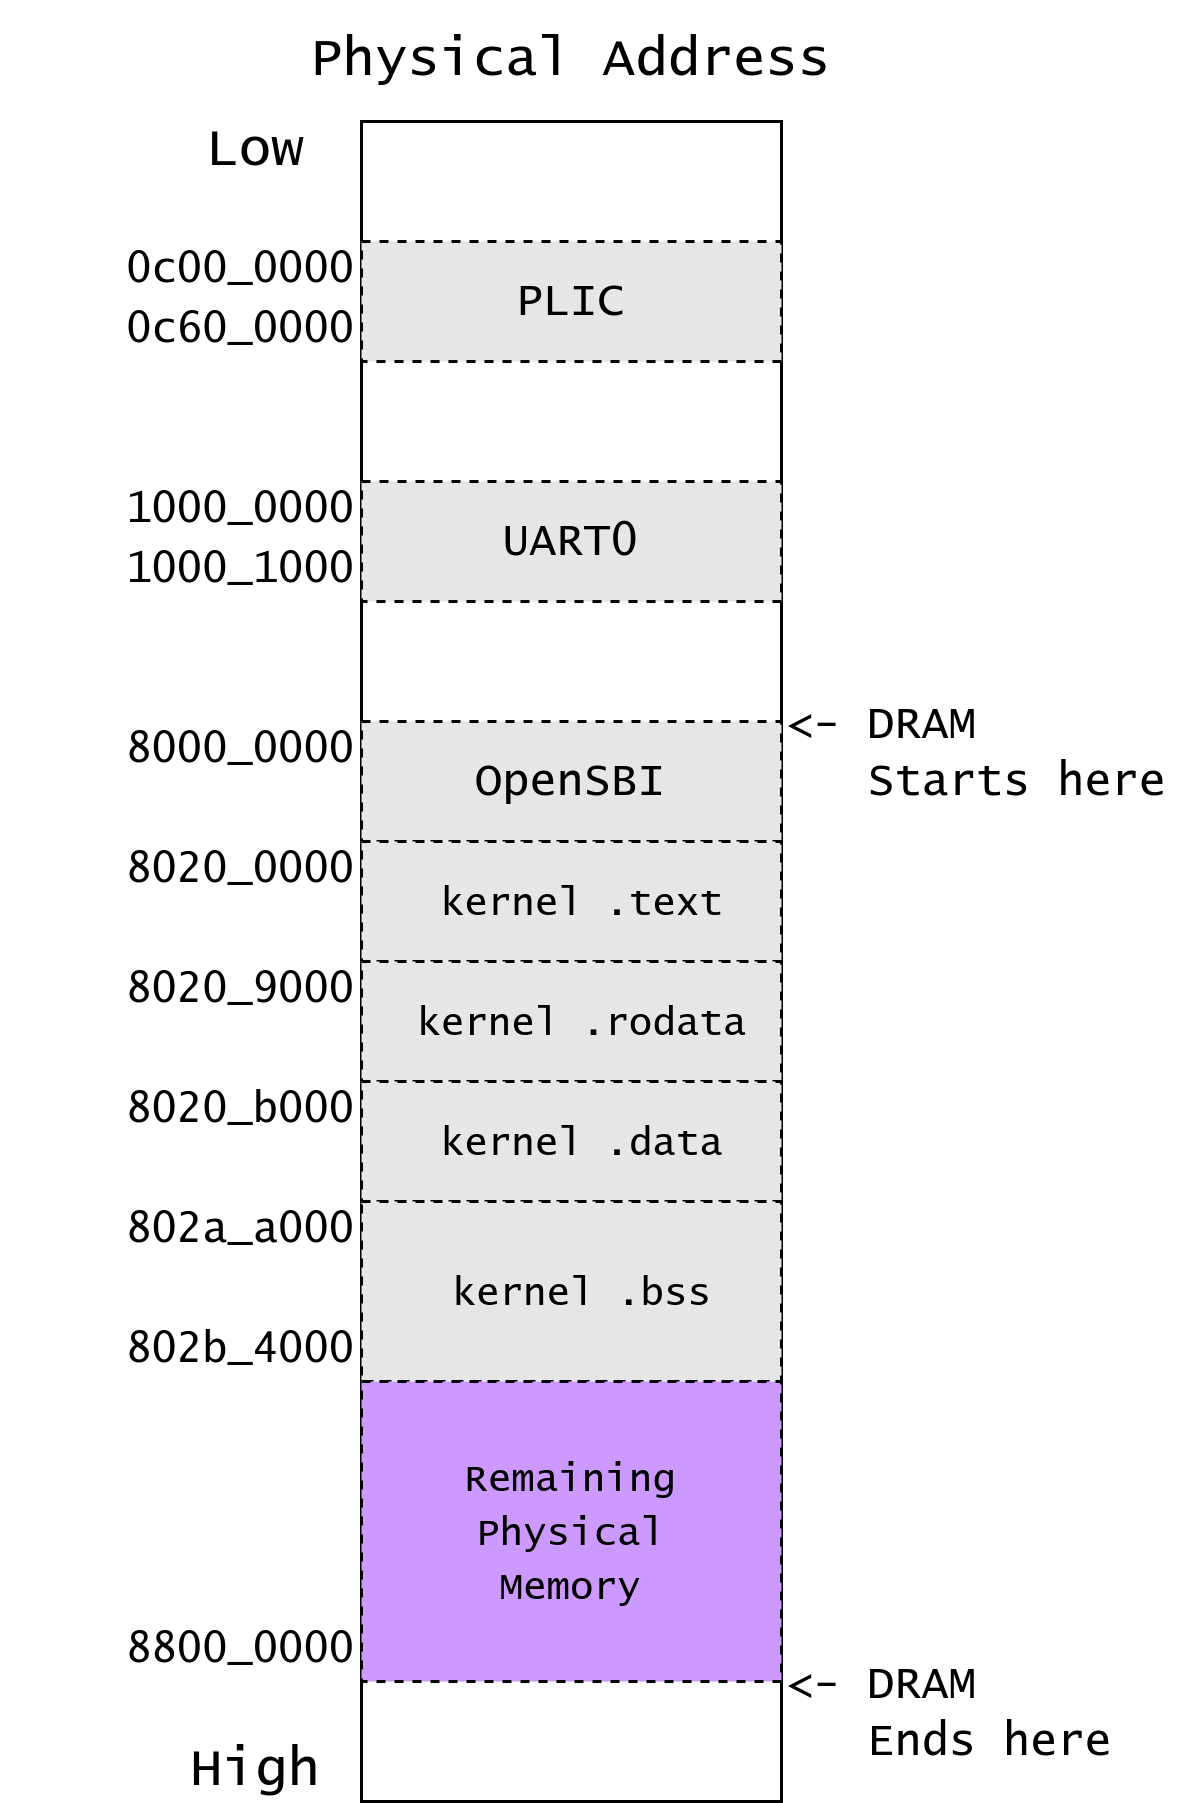 Physical Address
Low
0c00_0000
PLIC
0c60_0000
1000_0000
UART0
1000_1000
<- DRAM
Starts here
8000_0000
OpenSBI
8020_0000
kernel .text
8020_9000
kernel .rodata
8020_b000
kernel .data
802a_a000
kernel .bss
802b_4000
Remaining
Physical
Memory
8800_0000
<- DRAM
Ends here
High